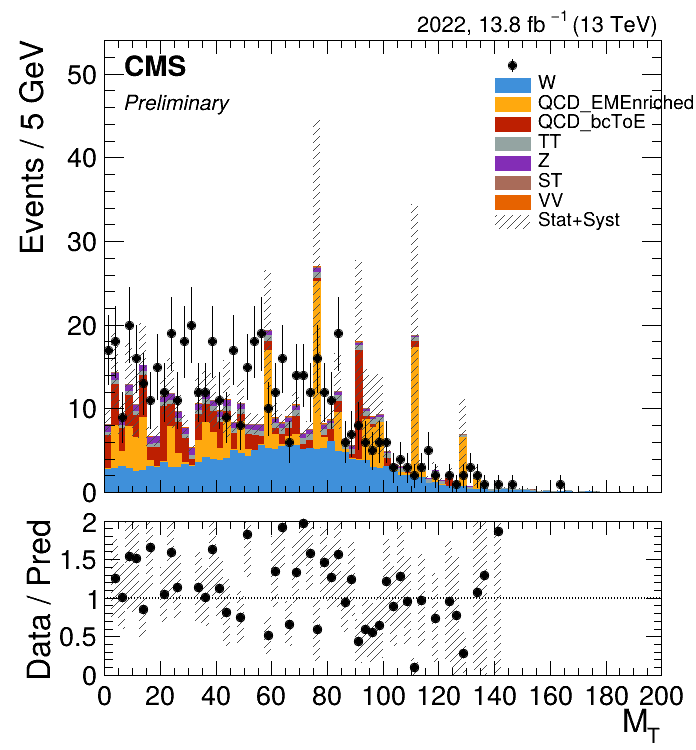 2022, 13.8 fb⁻¹ (13 TeV)
CMS
Preliminary
Events / 5 GeV
50
40
30
20
10
0
W
QCD_EMEnriched
QCD_bcToE
TT
Z
ST
VV
Stat+Syst
Data / Pred
2
1.5
1
0.5
0
0 20 40 60 80 100 120 140 160 180 200
M_T